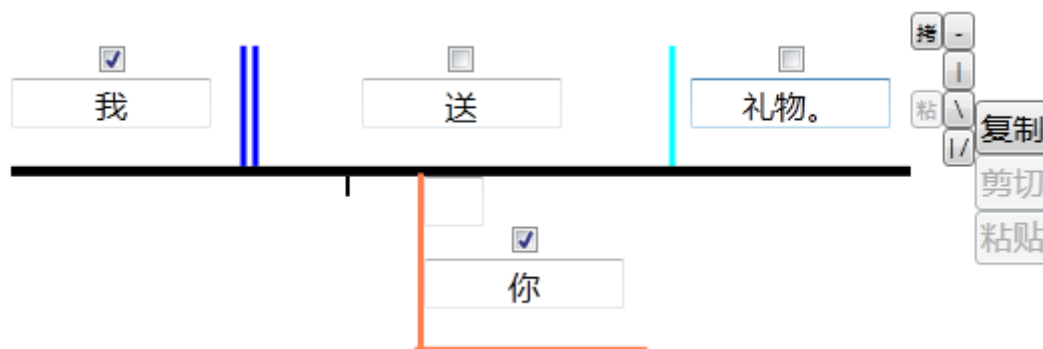 拷 -
|
我 送 礼物。
粘 \
复制
|/
剪切
粘贴
你